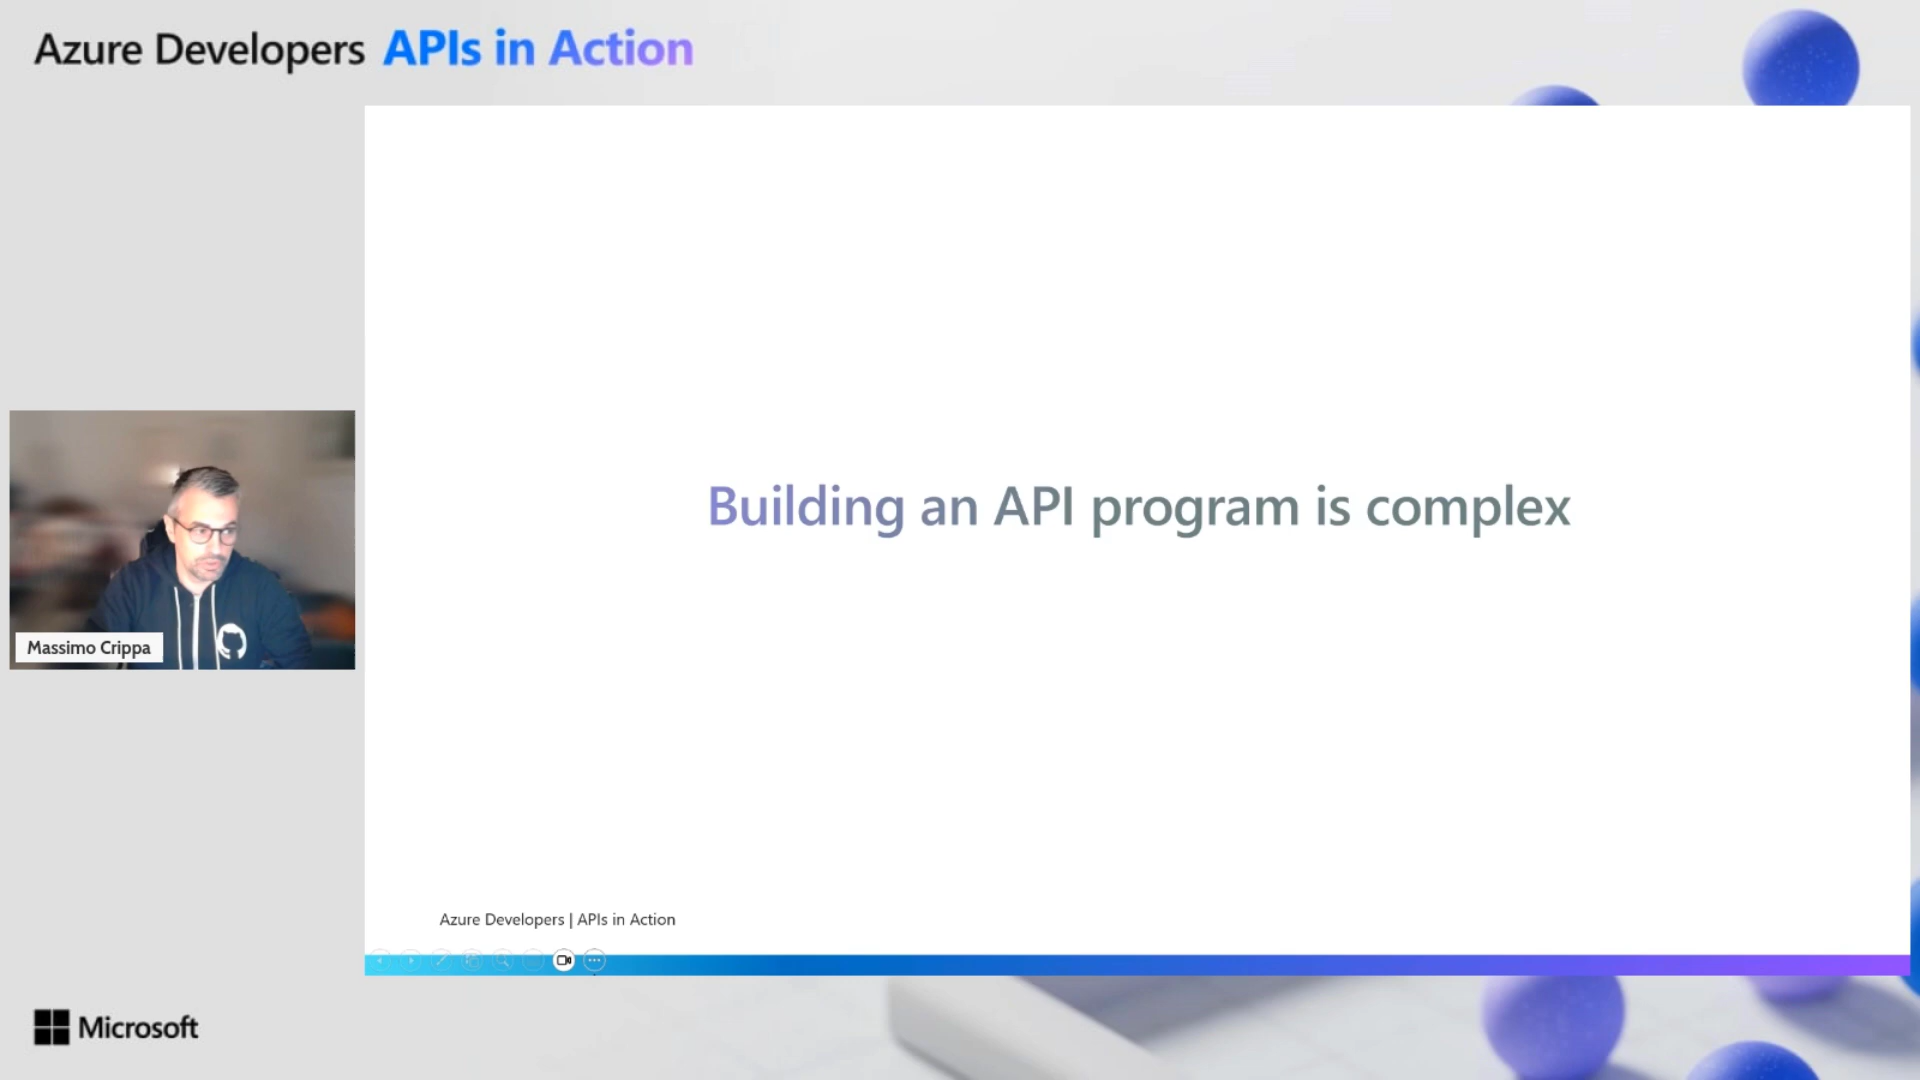 Azure Developers APIs in Action
Building an API program is complex
Massimo Crippa
Azure Developers | APIs in Action
Microsoft